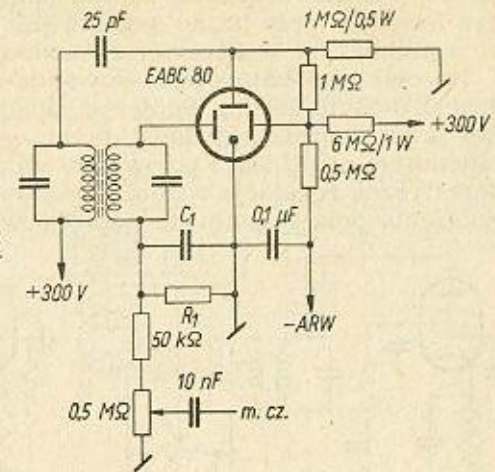 25 pF
1 MΩ/0,5 W
EABC 80
1 MΩ
+300V
6 MΩ/1 W
0,5 MΩ
C1
0,1 μF
+300 V
R1
-ARW
50 kΩ
10 nF
0,5 MΩ
m. cz.